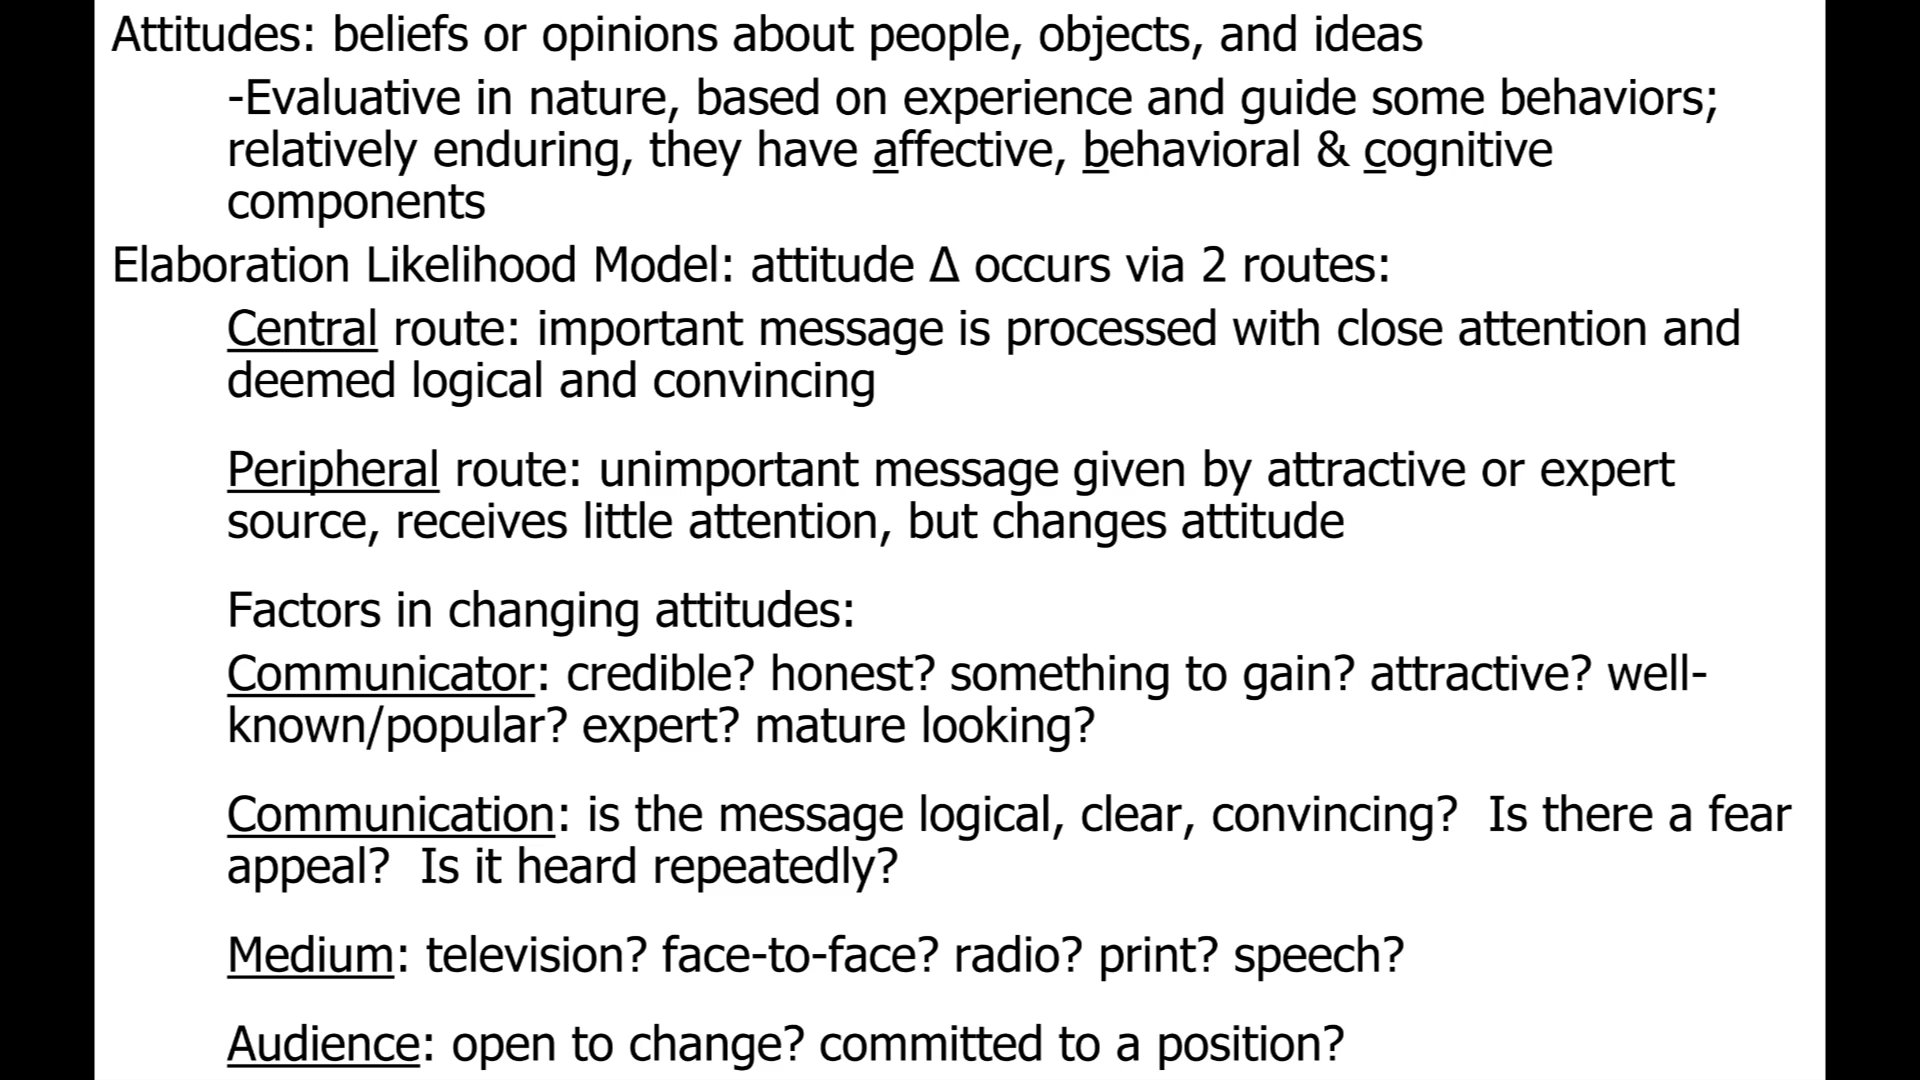 Attitudes: beliefs or opinions about people, objects, and ideas
-Evaluative in nature, based on experience and guide some behaviors;
relatively enduring, they have affective, behavioral & cognitive
components
Elaboration Likelihood Model: attitude Δ occurs via 2 routes:
Central route: important message is processed with close attention and
deemed logical and convincing
Peripheral route: unimportant message given by attractive or expert
source, receives little attention, but changes attitude
Factors in changing attitudes:
Communicator: credible? honest? something to gain? attractive? well-
known/popular? expert? mature looking?
Communication: is the message logical, clear, convincing?  Is there a fear
appeal?  Is it heard repeatedly?
Medium: television? face-to-face? radio? print? speech?
Audience: open to change? committed to a position?